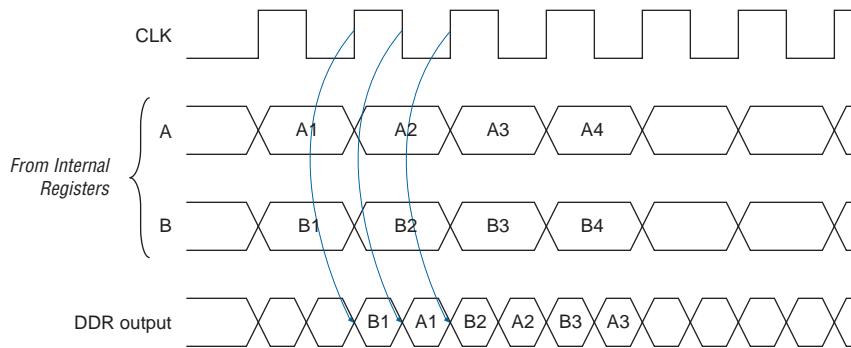 CLK
A
A1 A2 A3 A4
From Internal
Registers
B
B1 B2 B3 B4
DDR output
B1 A1 B2 A2 B3 A3